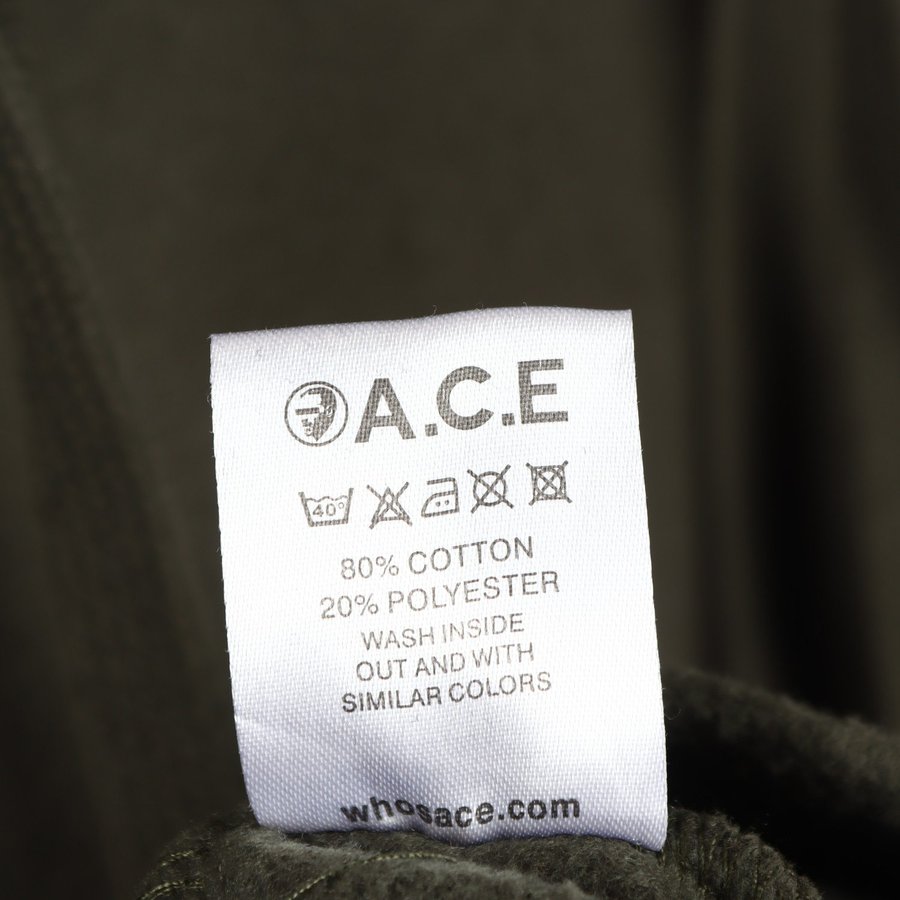 A.C.E
40°
80% COTTON
20% POLYESTER
WASH INSIDE
OUT AND WITH
SIMILAR COLORS
whosace.com